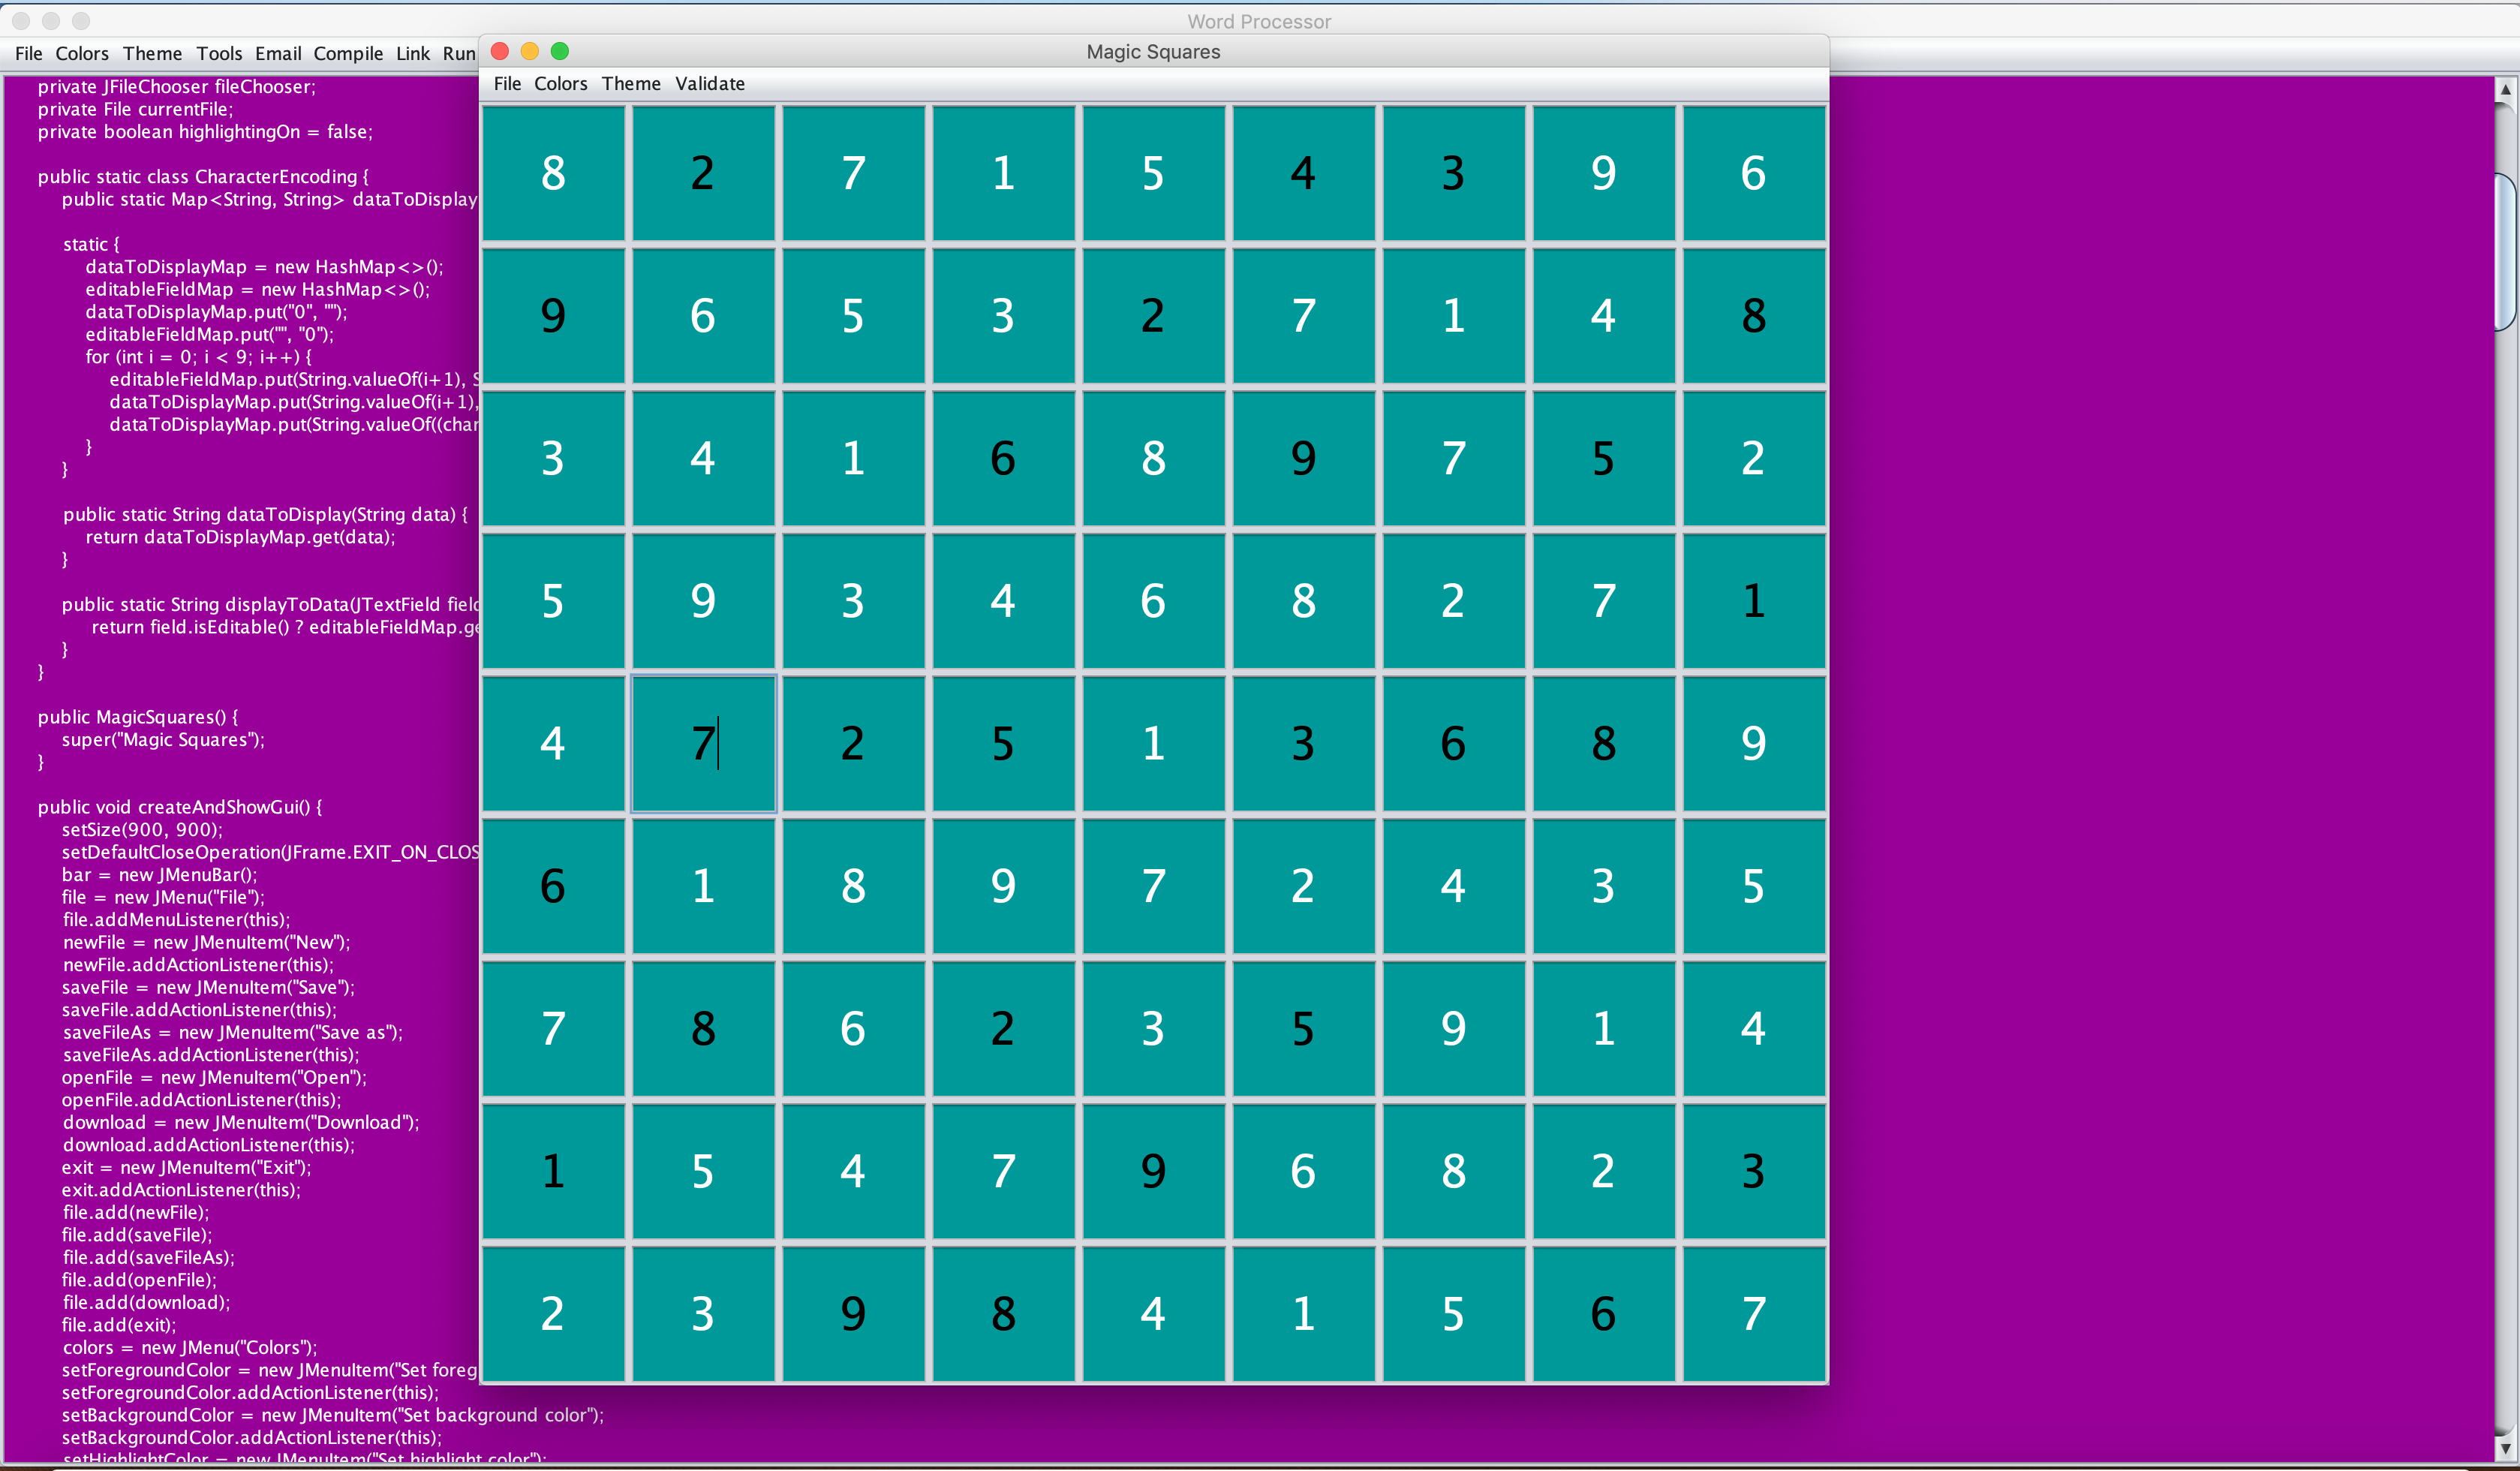 Word Processor
File Colors Theme Tools Email Compile Link Run
private JFileChooser fileChooser;
private File currentFile;
private boolean highlightingOn = false;
public static class CharacterEncoding {
public static Map<String, String> dataToDisplay
static {
dataToDisplayMap = new HashMap<>();
editableFieldMap = new HashMap<>();
dataToDisplayMap.put("0", "");
editableFieldMap.put("", "0");
for (int i = 0; i < 9; i++) {
editableFieldMap.put(String.valueOf(i+1),
dataToDisplayMap.put(String.valueOf(i+1),
dataToDisplayMap.put(String.valueOf((char
}
}
public static String dataToDisplay(String data) {
return dataToDisplayMap.get(data);
}
public static String displayToData(JTextField field
return field.isEditable() ? editableFieldMap.ge
}
}
public MagicSquares() {
super("Magic Squares");
}
public void createAndShowGui() {
setSize(900, 900);
setDefaultCloseOperation(JFrame.EXIT_ON_CLOS
bar = new JMenuBar();
file = new JMenu("File");
file.addMenuListener(this);
newFile = new JMenuItem("New");
newFile.addActionListener(this);
saveFile = new JMenuItem("Save");
saveFile.addActionListener(this);
saveFileAs = new JMenuItem("Save as");
saveFileAs.addActionListener(this);
openFile = new JMenuItem("Open");
openFile.addActionListener(this);
download = new JMenuItem("Download");
download.addActionListener(this);
exit = new JMenuItem("Exit");
exit.addActionListener(this);
file.add(newFile);
file.add(saveFile);
file.add(saveFileAs);
file.add(openFile);
file.add(download);
file.add(exit);
colors = new JMenu("Colors");
setForegroundColor = new JMenuItem("Set foreg
setForegroundColor.addActionListener(this);
setBackgroundColor = new JMenuItem("Set background color");
setBackgroundColor.addActionListener(this);
setHighlightColor = new JMenuItem("Set highlight color");
Magic Squares
File Colors Theme Validate
8 2 7 1 5 4 3 9 6
9 6 5 3 2 7 1 4 8
3 4 1 6 8 9 7 5 2
5 9 3 4 6 8 2 7 1
4 7 2 5 1 3 6 8 9
6 1 8 9 7 2 4 3 5
7 8 6 2 3 5 9 1 4
1 5 4 7 9 6 8 2 3
2 3 9 8 4 1 5 6 7